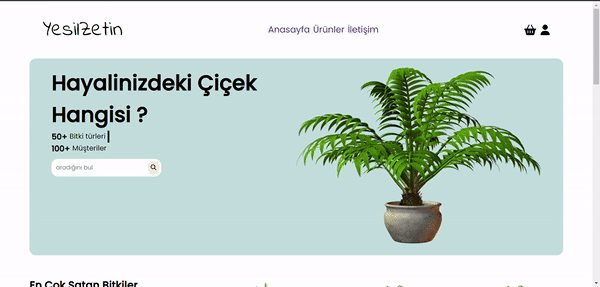 YesilZetin
Anasayfa Ürünler İletişim
Hayalinizdeki Çiçek
Hangisi ?
50+ Bitki türleri
100+ Müşteriler
aradığını bul
En Çok Satan Bitkiler